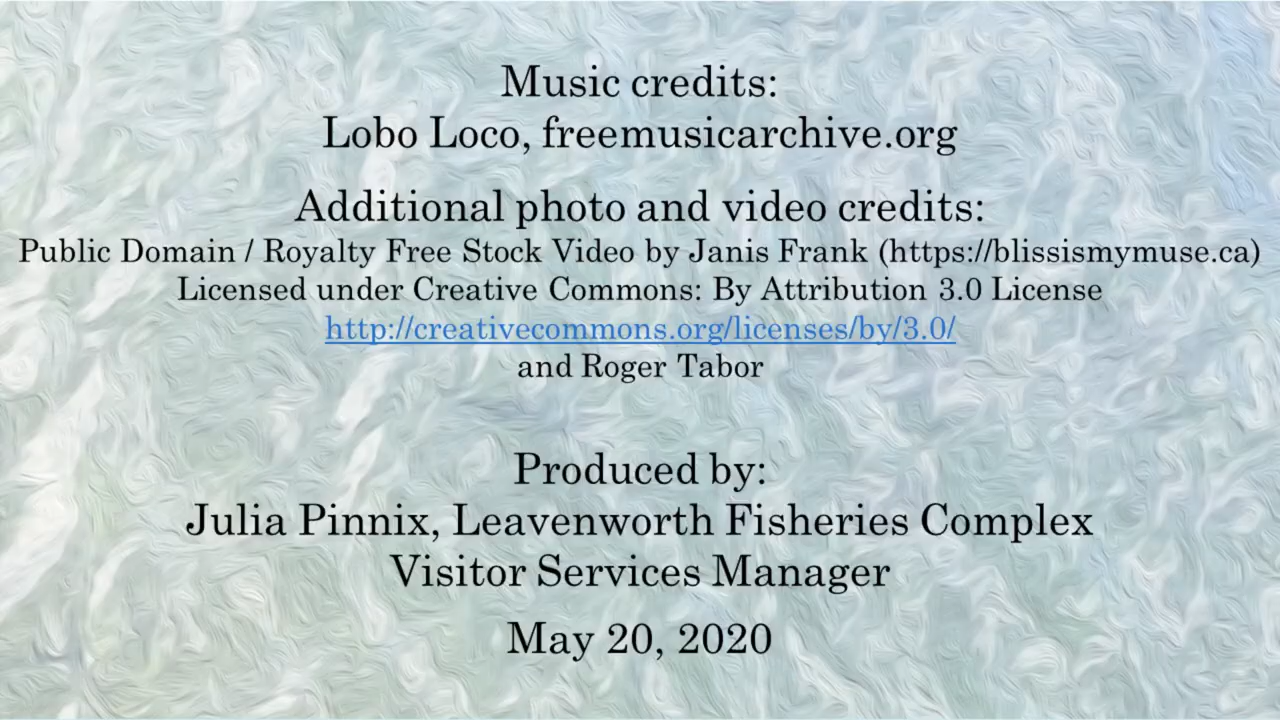 Music credits:
Lobo Loco, freemusicarchive.org
Additional photo and video credits:
Public Domain / Royalty Free Stock Video by Janis Frank (https://blissismymuse.ca)
Licensed under Creative Commons: By Attribution 3.0 License
http://creativecommons.org/licenses/by/3.0/
and Roger Tabor
Produced by:
Julia Pinnix, Leavenworth Fisheries Complex
Visitor Services Manager
May 20, 2020